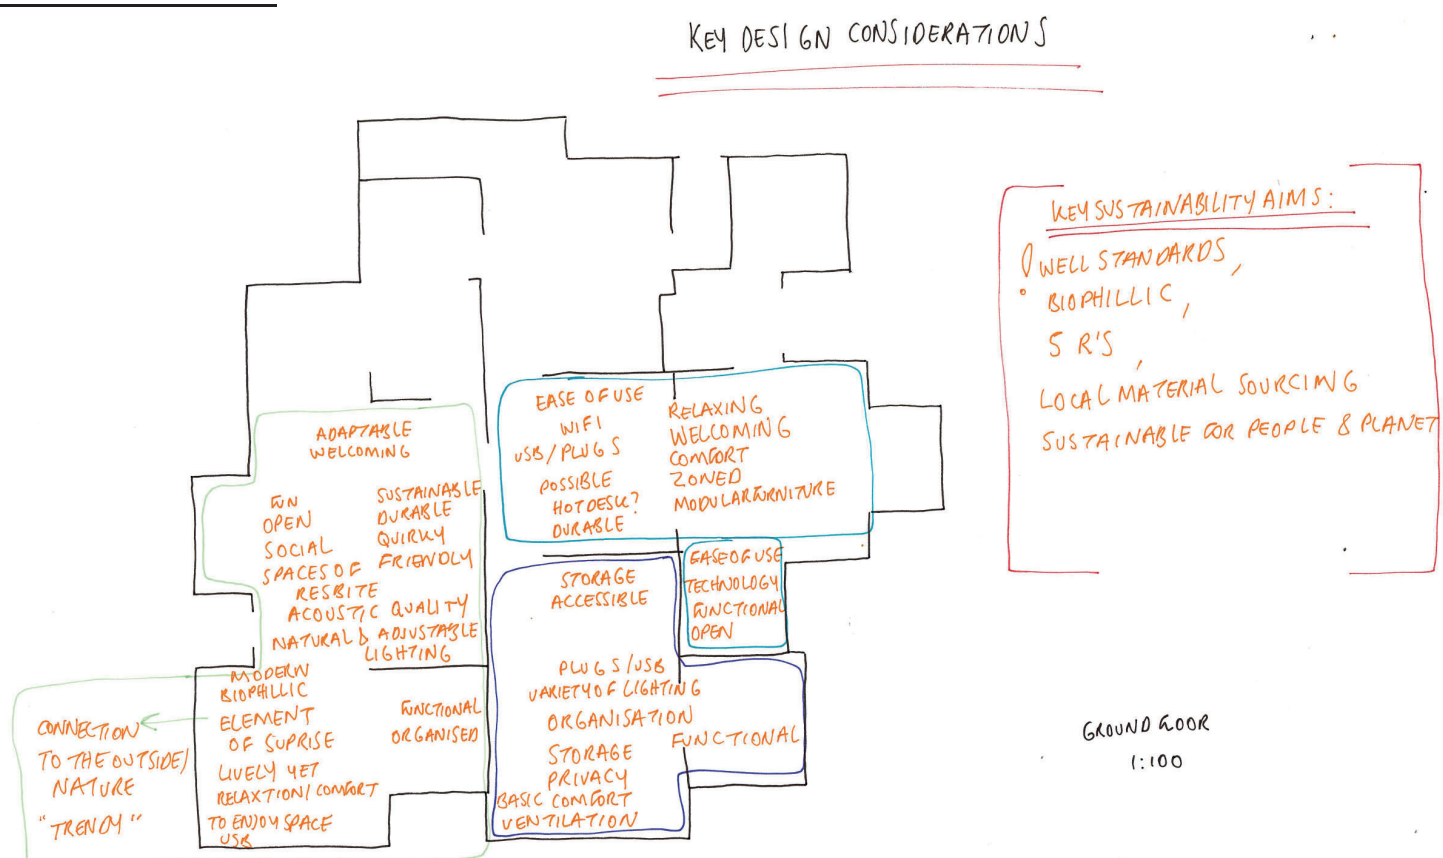 KEY DESIGN CONSIDERATIONS
KEY SUSTAINABILITY AIMS:
WELL STANDARDS,
BIOPHILLIC,
5 R'S,
LOCAL MATERIAL SOURCING
SUSTAINABLE FOR PEOPLE & PLANET
EASE OF USE
WIFI
USB/PLUGS
POSSIBLE
HOTDESK?
DURABLE
RELAXING
WELCOMING
COMFORT
ZONED
MODULAR FURNITURE
ADAPTABLE
WELCOMING
FUN
OPEN
SOCIAL
SPACES OF
RESBITE
SUSTAINABLE
DURABLE
QUIRKY
FRIENDLY
ACOUSTIC QUALITY
NATURAL & ADJUSTABLE
LIGHTING
EASE OF USE
TECHNOLOGY
FUNCTIONAL
OPEN
STORAGE
ACCESSIBLE
PLUGS/USB
VARIETY OF LIGHTING
ORGANISATION
STORAGE
PRIVACY
BASIC COMFORT
VENTILATION
FUNCTIONAL
MODERN
BIOPHILLIC
ELEMENT
OF SUPRISE
LIVELY YET
RELAXTION/COMFORT
TO ENJOY SPACE
USB
FUNCTIONAL
ORGANISED
CONNECTION
TO THE OUTSIDE/
NATURE
"TRENDY"
GROUND FLOOR
1:100